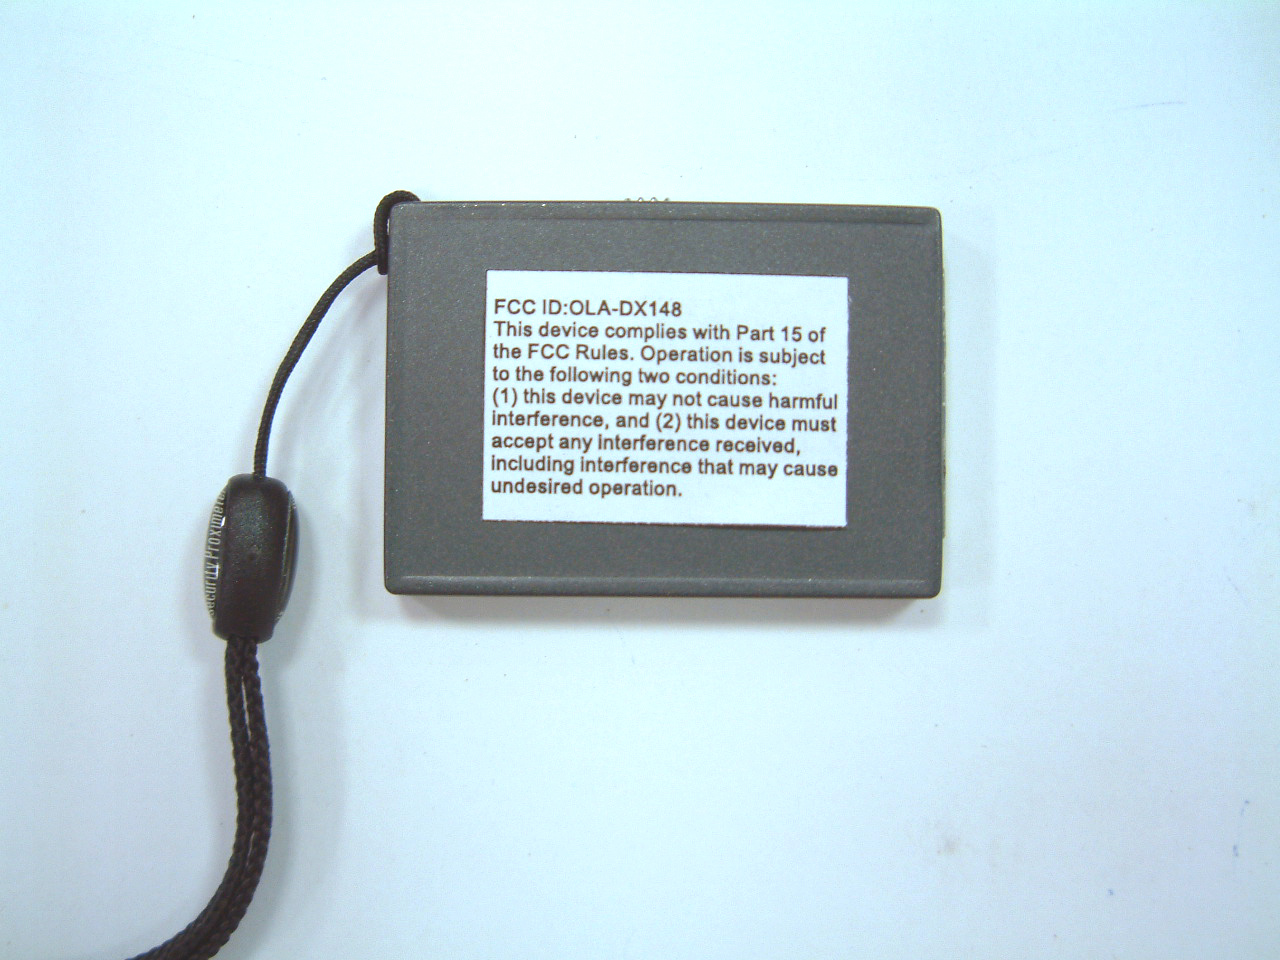 FCC ID:OLA-DX148
This device complies with Part 15 of
the FCC Rules. Operation is subject
to the following two conditions:
(1) this device may not cause harmful
interference, and (2) this device must
accept any interference received,
including interference that may cause
undesired operation.
Security Proximete